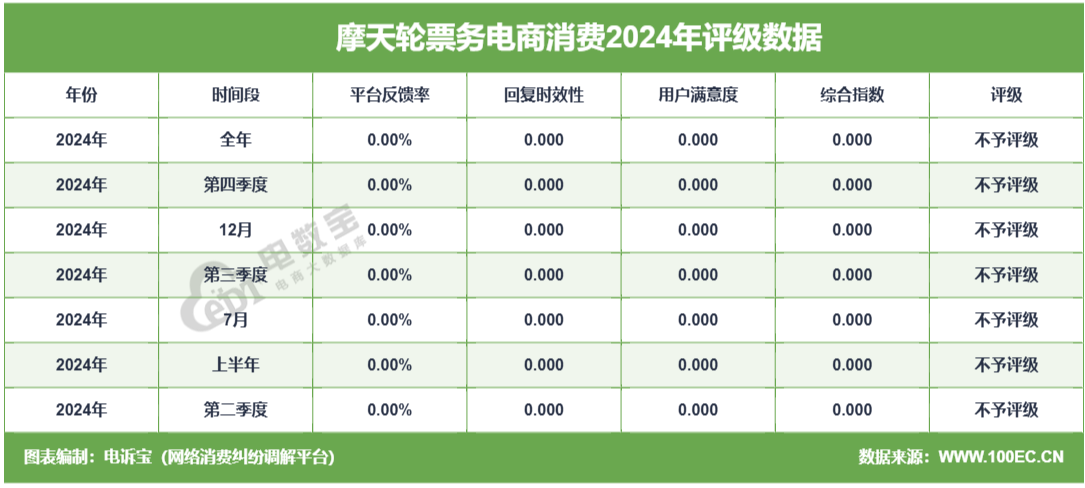 摩天轮票务电商消费2024年评级数据
年份 时间段 平台反馈率 回复时效性 用户满意度 综合指数 评级
2024年 全年 0.00% 0.000 0.000 0.000 不予评级
2024年 第四季度 0.00% 0.000 0.000 0.000 不予评级
2024年 12月 0.00% 0.000 0.000 0.000 不予评级
2024年 第三季度 0.00% 0.000 0.000 0.000 不予评级
2024年 7月 0.00% 0.000 0.000 0.000 不予评级
2024年 上半年 0.00% 0.000 0.000 0.000 不予评级
2024年 第二季度 0.00% 0.000 0.000 0.000 不予评级
电数宝
电商大数据库
图表编制：电诉宝（网络消费纠纷调解平台） 数据来源：WWW.100EC.CN